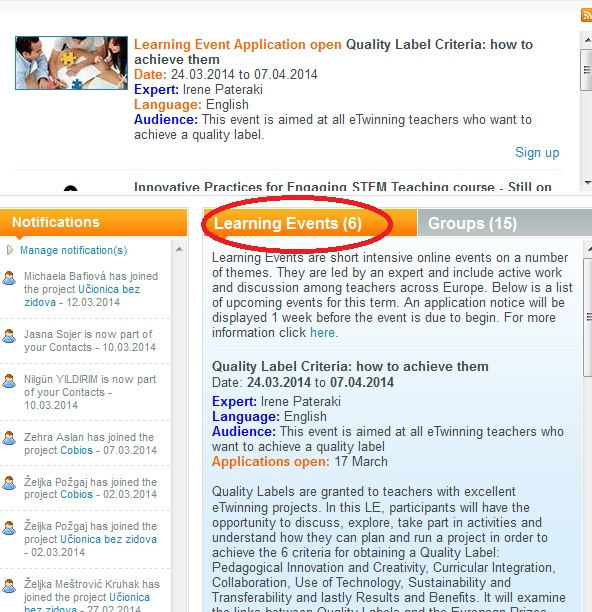 Learning Event Application open Quality Label Criteria: how to
achieve them
Date: 24.03.2014 to 07.04.2014
Expert: Irene Pateraki
Language: English
Audience: This event is aimed at all eTwinning teachers who want to
achieve a quality label.
Sign up
Innovative Practices for Engaging STEM Teaching course - Still on
Notifications
Manage notification(s)
Michaela Bafiová has joined
the project Učionica bez
zidova - 12.03.2014
Jasna Sojer is now part of
your Contacts - 10.03.2014
Nilgün YILDIRIM is now part
of your Contacts -
10.03.2014
Zehra Aslan has joined the
project Cobios - 07.03.2014
Željka Požgaj has joined the
project Cobios - 02.03.2014
Željka Požgaj has joined the
project Učionica bez zidova
- 02.03.2014
Željka Meštrović Kruhak has
joined the project Učionica
bez zidova - 27.02.2014
Learning Events (6)
Groups (15)
Learning Events are short intensive online events on a number
of themes. They are led by an expert and include active work
and discussion among teachers across Europe. Below is a list
of upcoming events for this term. An application notice will be
displayed 1 week before the event is due to begin. For more
information click here.
Quality Label Criteria: how to achieve them
Date: 24.03.2014 to 07.04.2014
Expert: Irene Pateraki
Language: English
Audience: This event is aimed at all eTwinning teachers who
want to achieve a quality label
Applications open: 17 March
Quality Labels are granted to teachers with excellent
eTwinning projects. In this LE, participants will have the
opportunity to discuss, explore, take part in activities and
understand how they can plan and run a project in order to
achieve the 6 criteria for obtaining a Quality Label:
Pedagogical Innovation and Creativity, Curricular Integration,
Collaboration, Use of Technology, Sustainability and
Transferability and lastly Results and Benefits. It will examine
the links between Quality Labels and the European Prizes